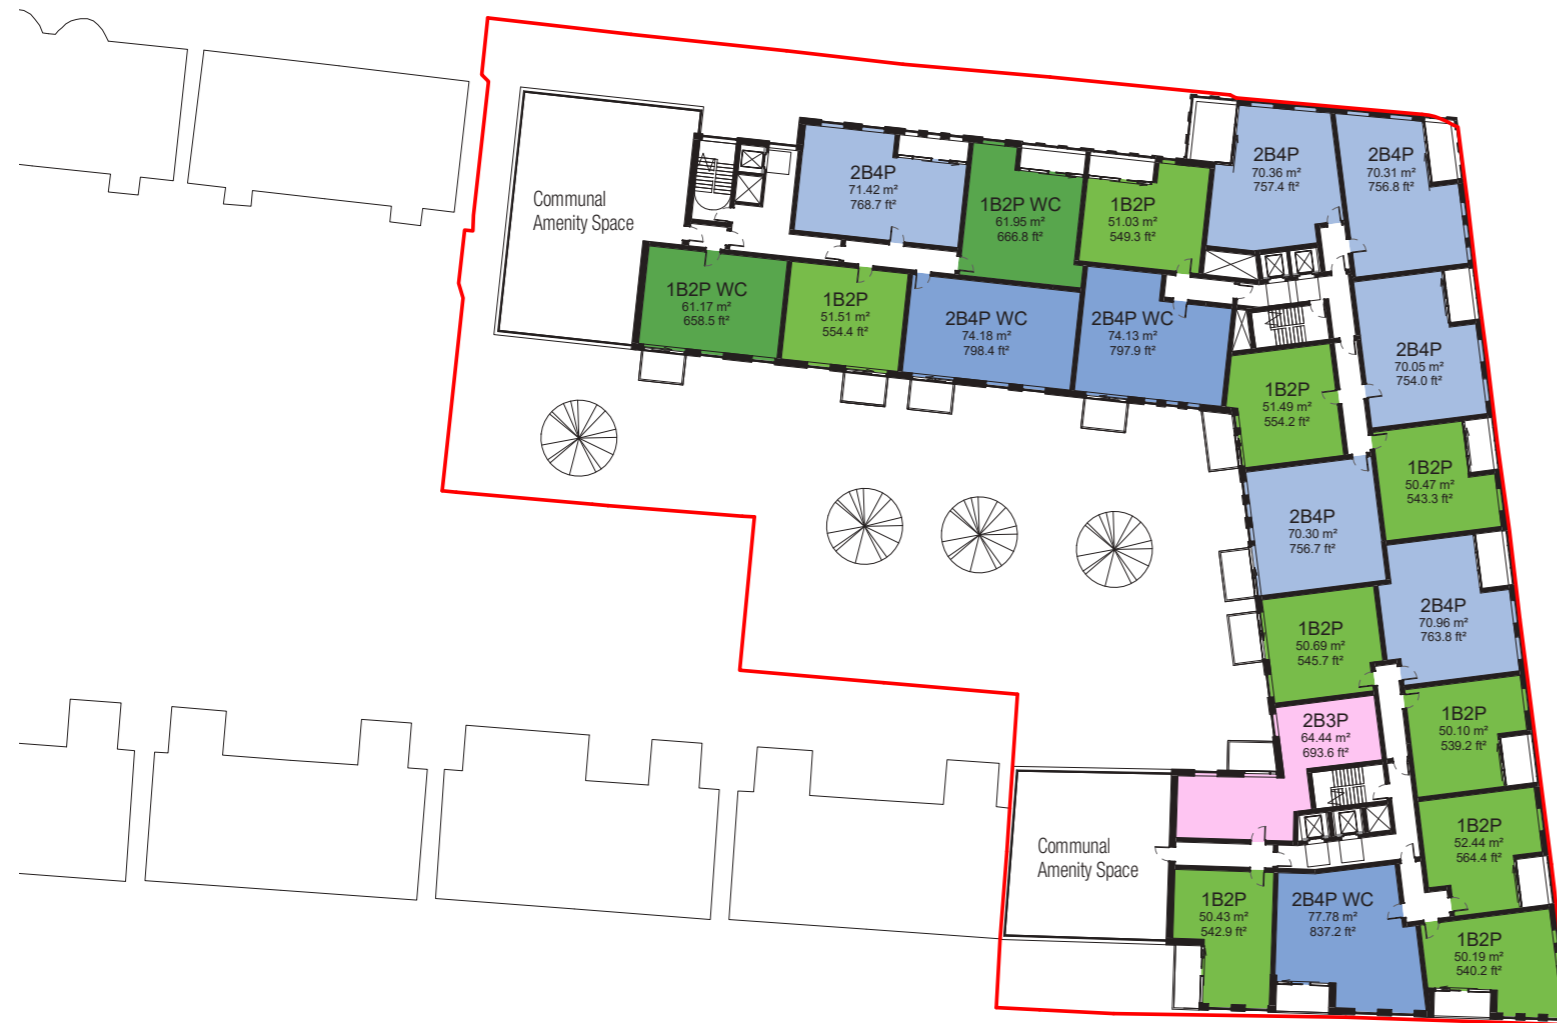 2B4P
70.36 m²
757.4 ft²
2B4P
70.31 m²
756.8 ft²
2B4P
71.42 m²
768.7 ft²
Communal
Amenity Space
1B2P WC
61.95 m²
666.8 ft²
1B2P
51.03 m²
549.3 ft²
1B2P WC
61.17 m²
658.5 ft²
1B2P
51.51 m²
554.4 ft²
2B4P WC
74.18 m²
798.4 ft²
2B4P WC
74.13 m²
797.9 ft²
2B4P
70.05 m²
754.0 ft²
1B2P
51.49 m²
554.2 ft²
1B2P
50.47 m²
543.3 ft²
2B4P
70.30 m²
756.7 ft²
2B4P
70.96 m²
763.8 ft²
1B2P
50.69 m²
545.7 ft²
2B3P
64.44 m²
693.6 ft²
1B2P
50.10 m²
539.2 ft²
1B2P
52.44 m²
564.4 ft²
Communal
Amenity Space
1B2P
50.43 m²
542.9 ft²
2B4P WC
77.78 m²
837.2 ft²
1B2P
50.19 m²
540.2 ft²